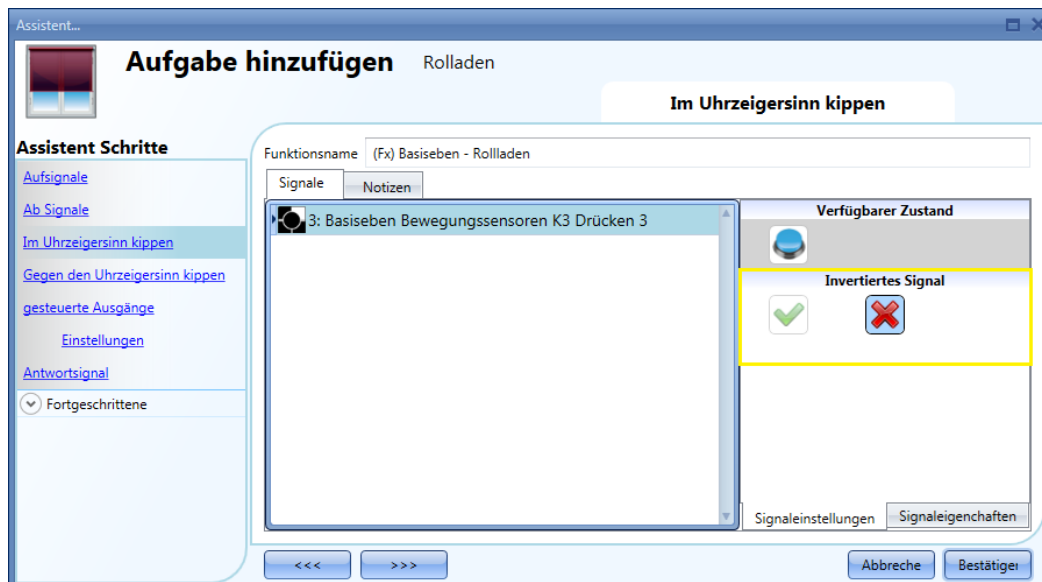 Assistent...
Aufgabe hinzufügen Rolladen
Im Uhrzeigersinn kippen
Assistent Schritte
Aufsignale
Ab Signale
Im Uhrzeigersinn kippen
Gegen den Uhrzeigersinn kippen
gesteuerte Ausgänge
Einstellungen
Antwortsignal
Fortgeschrittene
Funktionsname (Fx) Basiseben - Rollladen
Signale Notizen
3: Basiseben Bewegungssensoren K3 Drücken 3
Verfügbarer Zustand
Invertiertes Signal
Signaleinstellungen Signaleigenchaften
<<< >>> Abbreche Bestätiger